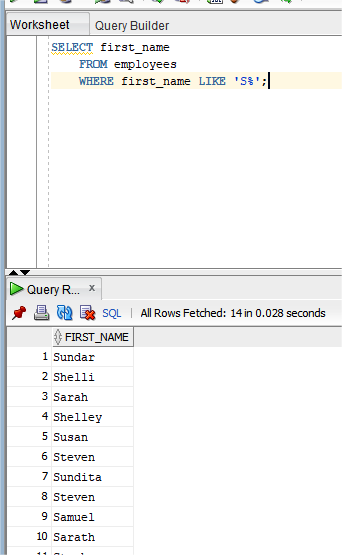 Worksheet Query Builder
SELECT first_name
FROM employees
WHERE first_name LIKE 'S%';
Query R... x
SQL | All Rows Fetched: 14 in 0.028 seconds
FIRST_NAME
1 Sundar
2 Shelli
3 Sarah
4 Shelley
5 Susan
6 Steven
7 Sundita
8 Steven
9 Samuel
10 Sarath